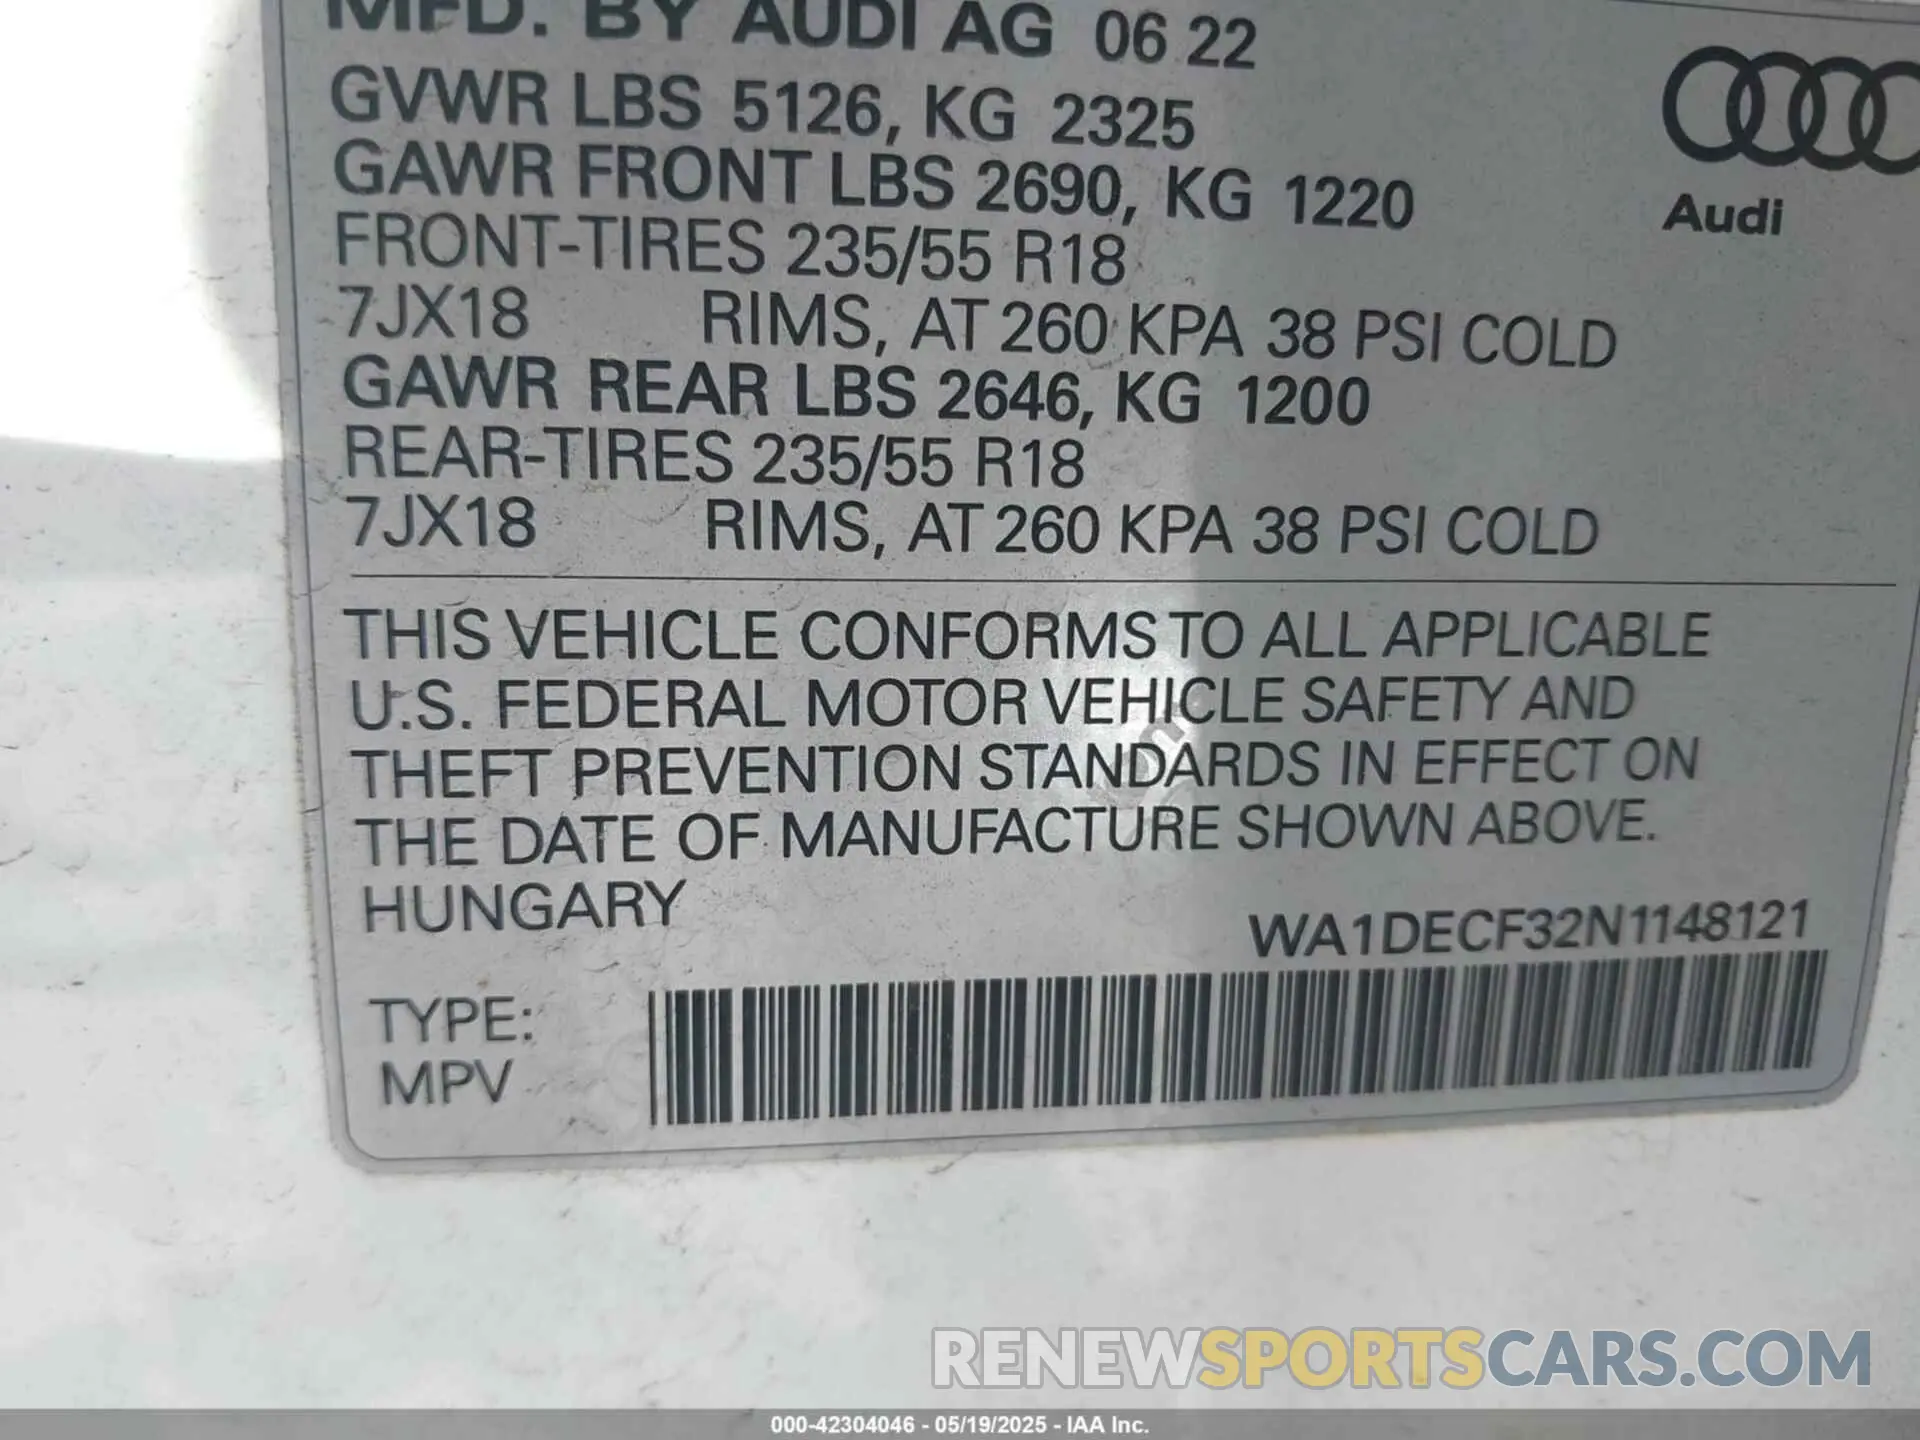 MFD. BY AUDI AG 06 22
GVWR LBS 5126, KG 2325
GAWR FRONT LBS 2690, KG 1220
Audi
FRONT-TIRES 235/55 R18
7JX18 RIMS, AT 260 KPA 38 PSI COLD
GAWR REAR LBS 2646, KG 1200
REAR-TIRES 235/55 R18
7JX18 RIMS, AT 260 KPA 38 PSI COLD
THIS VEHICLE CONFORMS TO ALL APPLICABLE
U.S. FEDERAL MOTOR VEHICLE SAFETY AND
THEFT PREVENTION STANDARDS IN EFFECT ON
THE DATE OF MANUFACTURE SHOWN ABOVE.
HUNGARY
WA1DECF32N1148121
TYPE:
MPV
RENEWSPORTSCARS.COM
000-42304046 - 05/19/2025 - IAA Inc.